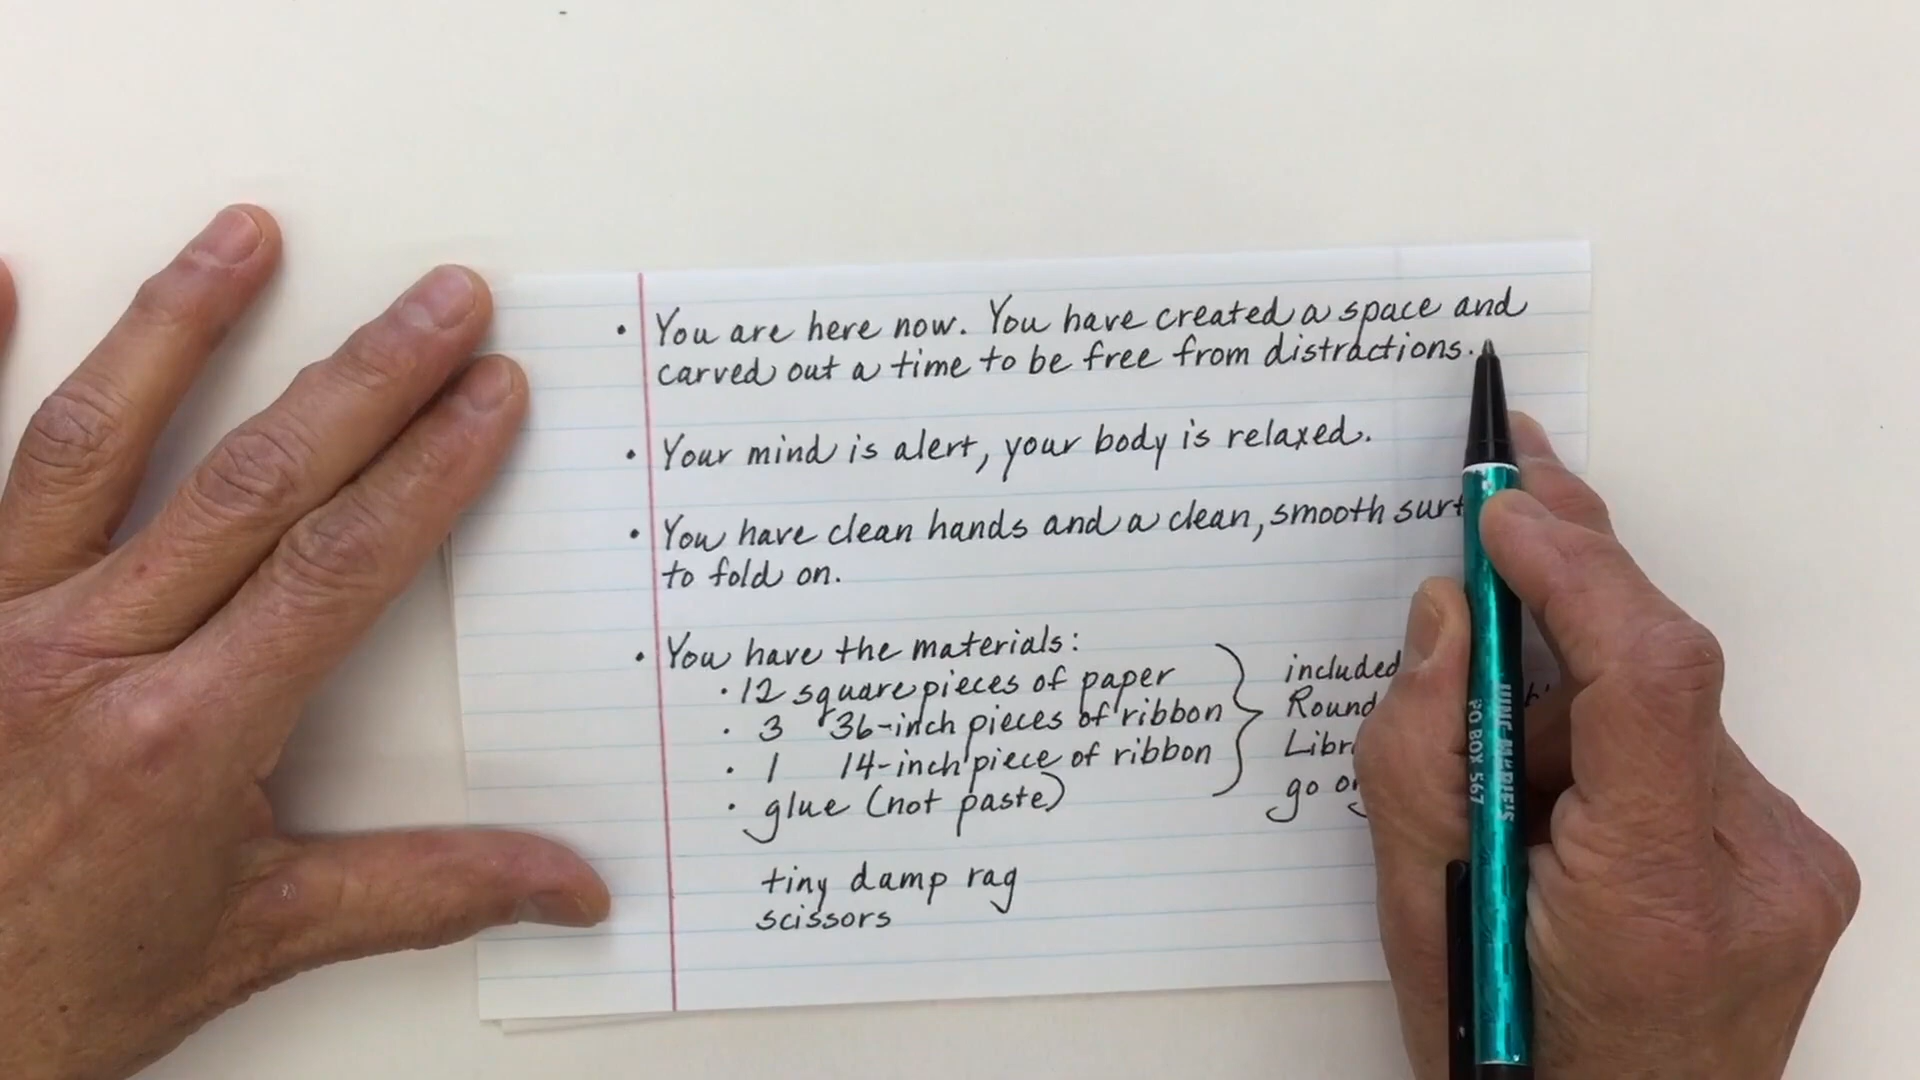 • You are here now. You have created a space and
carved out a time to be free from distractions.
• Your mind is alert, your body is relaxed.
• You have clean hands and a clean, smooth
to fold on.
• You have the materials:
• 12 square pieces of paper
• 3 36-inch pieces of ribbon
• 1 14-inch piece of ribbon
• glue (not paste)
included
Round
go
tiny damp rag
scissors
PO BOX 567